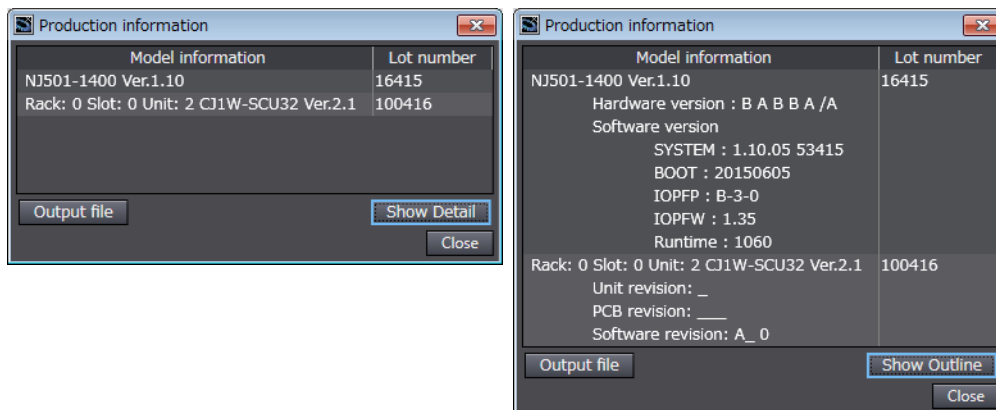 Production information
Model information Lot number
NJ501-1400 Ver.1.10 16415
Rack: 0 Slot: 0 Unit: 2 CJ1W-SCU32 Ver.2.1 100416
Output file Show Detail
Close
Production information
Model information Lot number
NJ501-1400 Ver.1.10 16415
Hardware version : B A B B A /A
Software version
SYSTEM : 1.10.05 53415
BOOT : 20150605
IOPFP : B-3-0
IOPFW : 1.35
Runtime : 1060
Rack: 0 Slot: 0 Unit: 2 CJ1W-SCU32 Ver.2.1 100416
Unit revision: _
PCB revision: ___
Software revision: A_ 0
Output file Show Outline
Close